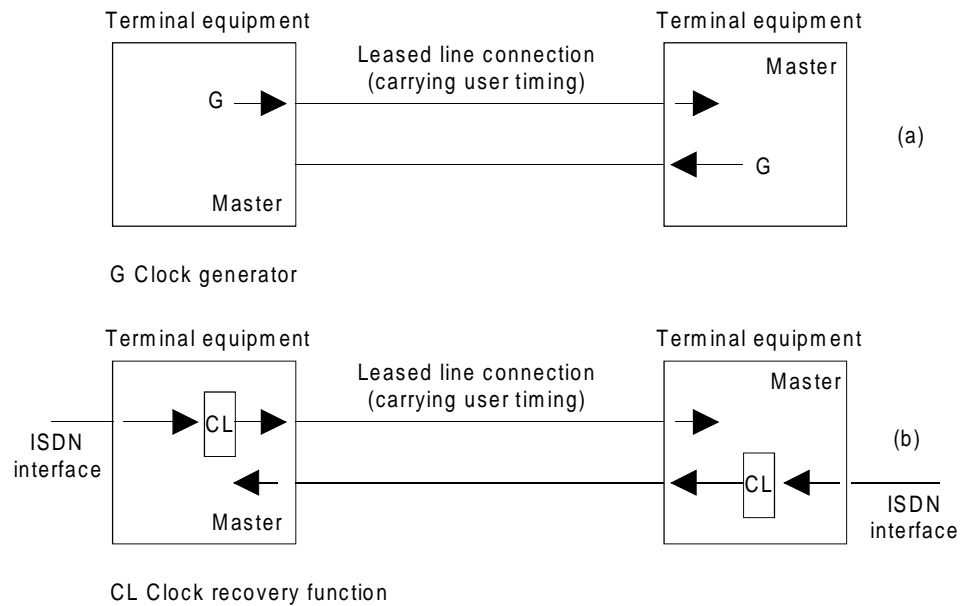 Terminal equipment
Terminal equipment
Leased line connection
(carrying user timing)
Master
G
(a)
G
Master
G Clock generator
Terminal equipment
Terminal equipment
Leased line connection
(carrying user timing)
Master
CL
ISDN
interface
(b)
CL
Master
ISDN
interface
CL Clock recovery function